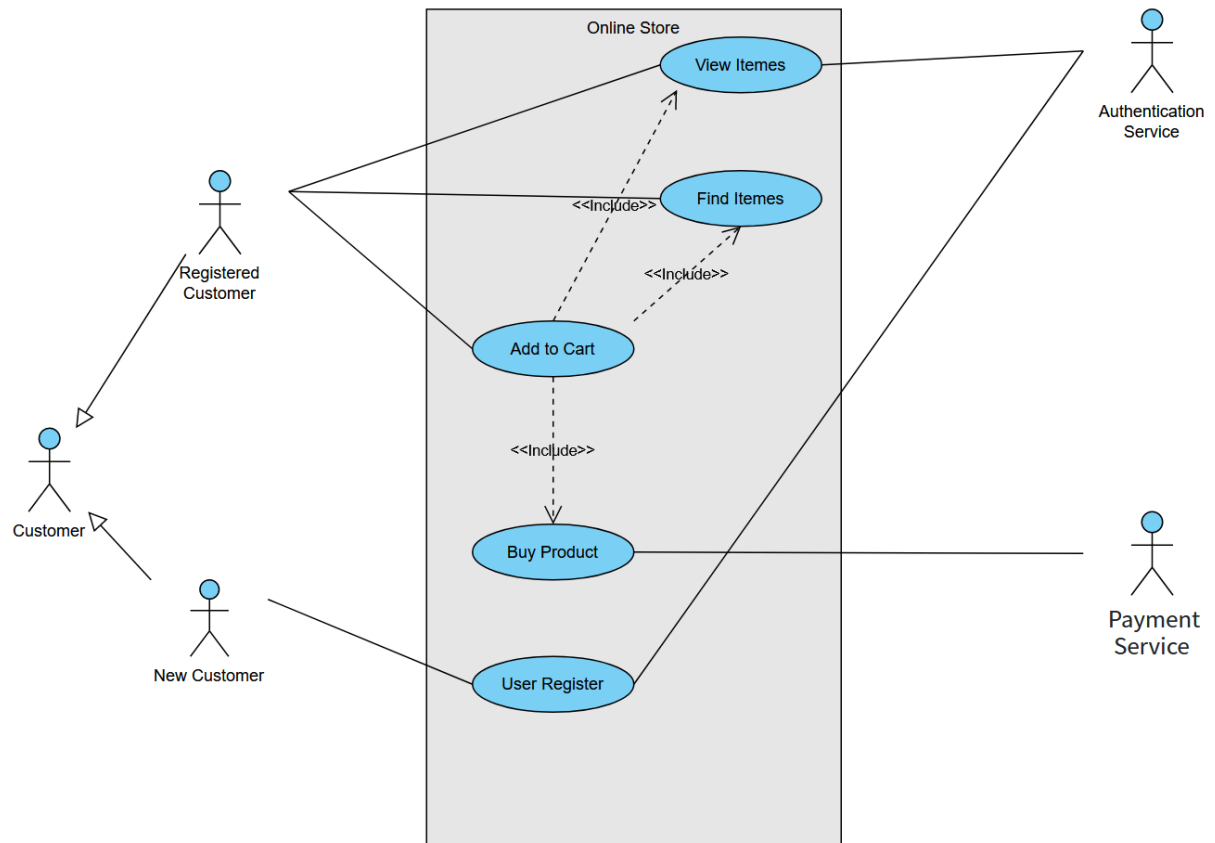 Online Store
View Itemes
Authentication
Service
Find Itemes
<<Include>>
Registered
Customer
<<Include>>
Add to Cart
<<Include>>
Customer
Buy Product
Payment
Service
New Customer
User Register